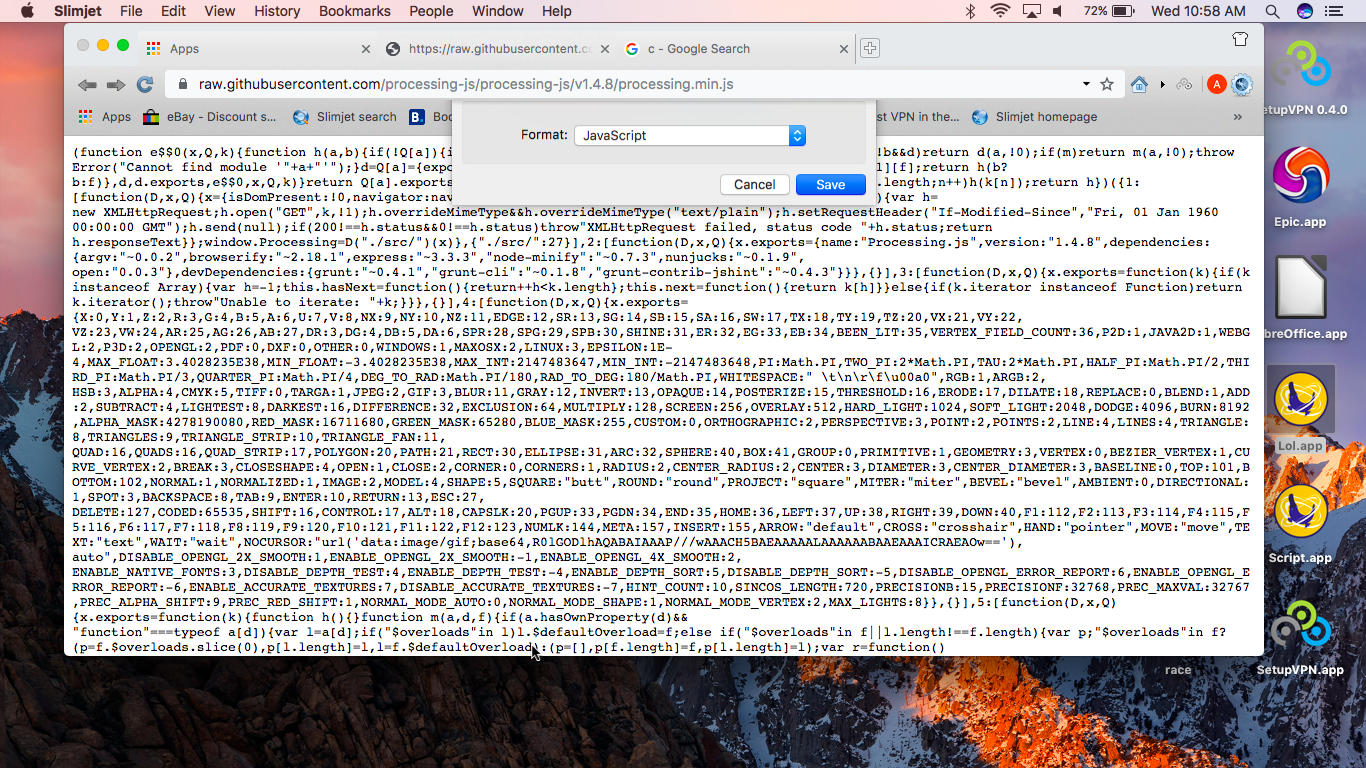 Slimjet File Edit View History Bookmarks People Window Help 72% Wed 10:58 AM
Apps https://raw.githubusercontent.c c - Google Search
raw.githubusercontent.com/processing-js/processing-js/v1.4.8/processing.min.js A
Apps eBay - Discount s... Slimjet search B. Boo st VPN in the... Slimjet homepage »
Format: JavaScript
Cancel Save
(function e$$0(x,Q,k){function h(a,b){if(!Q[a]){i !b&&d)return d(a,!0);if(m)return m(a,!0);throw
Error("Cannot find module '"+a+"'");}d=Q[a]={expo ][f];return h(b?
b:f)},d,d.exports,e$$0,x,Q,k)}return Q[a].exports .length;n++)h(k[n]);return h})({1:
[function(D,x,Q){x={isDomPresent:!0,navigator:nav ){var h=
new XMLHttpRequest;h.open("GET",k,!1);h.overrideMimeType&&h.overrideMimeType("text/plain");h.setRequestHeader("If-Modified-Since","Fri, 01 Jan 1960
00:00:00 GMT");h.send(null);if(200!==h.status&&0!==h.status)throw"XMLHttpRequest failed, status code "+h.status;return
h.responseText}};window.Processing=D("./src/")(x)},{"./src/":27}],2:[function(D,x,Q){x.exports={name:"Processing.js",version:"1.4.8",dependencies:
{argv:"~0.0.2",browserify:"~2.18.1",express:"~3.3.3","node-minify":"~0.7.3",nunjucks:"~0.1.9",
open:"0.0.3"},devDependencies:{grunt:"~0.4.1","grunt-cli":"~0.1.8","grunt-contrib-jshint":"~0.4.3"}}},{}],3:[function(D,x,Q){x.exports=function(k){if(k
instanceof Array){var h=-1;this.hasNext=function(){return++h<k.length};this.next=function(){return k[h]}}else{if(k.iterator instanceof Function)return
k.iterator();throw"Unable to iterate: "+k;}}},{}],4:[function(D,x,Q){x.exports=
{X:0,Y:1,Z:2,R:3,G:4,B:5,A:6,U:7,V:8,NX:9,NY:10,NZ:11,EDGE:12,SR:13,SG:14,SB:15,SA:16,SW:17,TX:18,TY:19,TZ:20,VX:21,VY:22,
VZ:23,VW:24,AR:25,AG:26,AB:27,DR:3,DG:4,DB:5,DA:6,SPR:28,SPG:29,SPB:30,SHINE:31,ER:32,EG:33,EB:34,BEEN_LIT:35,VERTEX_FIELD_COUNT:36,P2D:1,JAVA2D:1,WEBG
L:2,P3D:2,OPENGL:2,PDF:0,DXF:0,OTHER:0,WINDOWS:1,MAXOSX:2,LINUX:3,EPSILON:1E-
4,MAX_FLOAT:3.4028235E38,MIN_FLOAT:-3.4028235E38,MAX_INT:2147483647,MIN_INT:-2147483648,PI:Math.PI,TWO_PI:2*Math.PI,TAU:2*Math.PI,HALF_PI:Math.PI/2,THI
RD_PI:Math.PI/3,QUARTER_PI:Math.PI/4,DEG_TO_RAD:Math.PI/180,RAD_TO_DEG:180/Math.PI,WHITESPACE:" \t\n\r\f\u00a0",RGB:1,ARGB:2,
HSB:3,ALPHA:4,CMYK:5,TIFF:0,TARGA:1,JPEG:2,GIF:3,BLUR:11,GRAY:12,INVERT:13,OPAQUE:14,POSTERIZE:15,THRESHOLD:16,ERODE:17,DILATE:18,REPLACE:0,BLEND:1,ADD
:2,SUBTRACT:4,LIGHTEST:8,DARKEST:16,DIFFERENCE:32,EXCLUSION:64,MULTIPLY:128,SCREEN:256,OVERLAY:512,HARD_LIGHT:1024,SOFT_LIGHT:2048,DODGE:4096,BURN:8192
,ALPHA_MASK:4278190080,RED_MASK:16711680,GREEN_MASK:65280,BLUE_MASK:255,CUSTOM:0,ORTHOGRAPHIC:2,PERSPECTIVE:3,POINT:2,POINTS:2,LINE:4,LINES:4,TRIANGLE:
8,TRIANGLES:9,TRIANGLE_STRIP:10,TRIANGLE_FAN:11,
QUAD:16,QUADS:16,QUAD_STRIP:17,POLYGON:20,PATH:21,RECT:30,ELLIPSE:31,ARC:32,SPHERE:40,BOX:41,GROUP:0,PRIMITIVE:1,GEOMETRY:3,VERTEX:0,BEZIER_VERTEX:1,CU
RVE_VERTEX:2,BREAK:3,CLOSESHAPE:4,OPEN:1,CLOSE:2,CORNER:0,CORNERS:1,RADIUS:2,CENTER_RADIUS:2,CENTER:3,DIAMETER:3,CENTER_DIAMETER:3,BASELINE:0,TOP:101,B
OTTOM:102,NORMAL:1,NORMALIZED:1,IMAGE:2,MODEL:4,SHAPE:5,SQUARE:"butt",ROUND:"round",PROJECT:"square",MITER:"miter",BEVEL:"bevel",AMBIENT:0,DIRECTIONAL:
1,SPOT:3,BACKSPACE:8,TAB:9,ENTER:10,RETURN:13,ESC:27,
DELETE:127,CODED:65535,SHIFT:16,CONTROL:17,ALT:18,CAPSLK:20,PGUP:33,PGDN:34,END:35,HOME:36,LEFT:37,UP:38,RIGHT:39,DOWN:40,F1:112,F2:113,F3:114,F4:115,F
5:116,F6:117,F7:118,F8:119,F9:120,F10:121,F11:122,F12:123,NUMLK:144,META:157,INSERT:155,ARROW:"default",CROSS:"crosshair",HAND:"pointer",MOVE:"move",TE
XT:"text",WAIT:"wait",NOCURSOR:"url('data:image/gif;base64,R0lGODlhAQABAIAAAP///wAAACH5BAEAAAAALAAAAAABAAEAAAICRAEAOw=='),
auto",DISABLE_OPENGL_2X_SMOOTH:1,ENABLE_OPENGL_2X_SMOOTH:-1,ENABLE_OPENGL_4X_SMOOTH:2,
ENABLE_NATIVE_FONTS:3,DISABLE_DEPTH_TEST:4,ENABLE_DEPTH_TEST:-4,ENABLE_DEPTH_SORT:5,DISABLE_DEPTH_SORT:-5,DISABLE_OPENGL_ERROR_REPORT:6,ENABLE_OPENGL_E
RROR_REPORT:-6,ENABLE_ACCURATE_TEXTURES:7,DISABLE_ACCURATE_TEXTURES:-7,HINT_COUNT:10,SINCOS_LENGTH:720,PRECISIONB:15,PRECISIONF:32768,PREC_MAXVAL:32767
,PREC_ALPHA_SHIFT:9,PREC_RED_SHIFT:1,NORMAL_MODE_AUTO:0,NORMAL_MODE_SHAPE:1,NORMAL_MODE_VERTEX:2,MAX_LIGHTS:8}},{}],5:[function(D,x,Q)
{x.exports=function(k){function h(){}function m(a,d,f){if(a.hasOwnProperty(d)&&
"function"===typeof a[d]){var l=a[d];if("$overloads"in l)l.$defaultOverload=f;else if("$overloads"in f||l.length!==f.length){var p;"$overloads"in f?
(p=f.$overloads.slice(0),p[l.length]=l,l=f.$defaultOverload):(p=[],p[f.length]=f,p[l.length]=l);var r=function()
etupVPN 0.4.0
Epic.app
breOffice.app
Lol.app
Script.app
race SetupVPN.app